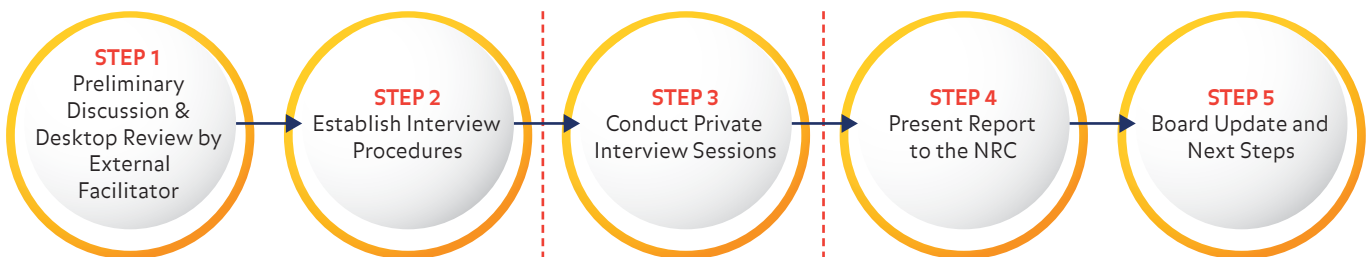 STEP 1
Preliminary
Discussion &
Desktop Review by
External
Facilitator
STEP 2
Establish Interview
Procedures
STEP 3
Conduct Private
Interview Sessions
STEP 4
Present Report
to the NRC
STEP 5
Board Update and
Next Steps